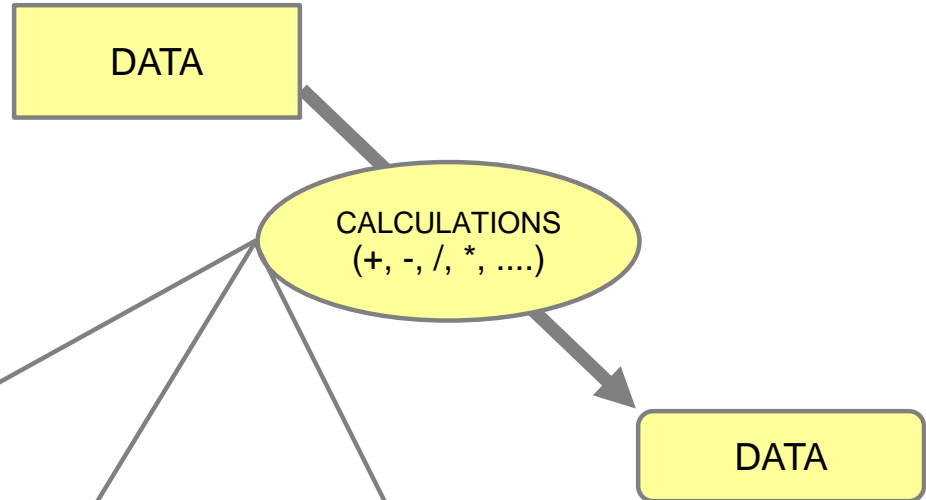 DATA
CALCULATIONS
(+, -, /, *, ....)
DATA